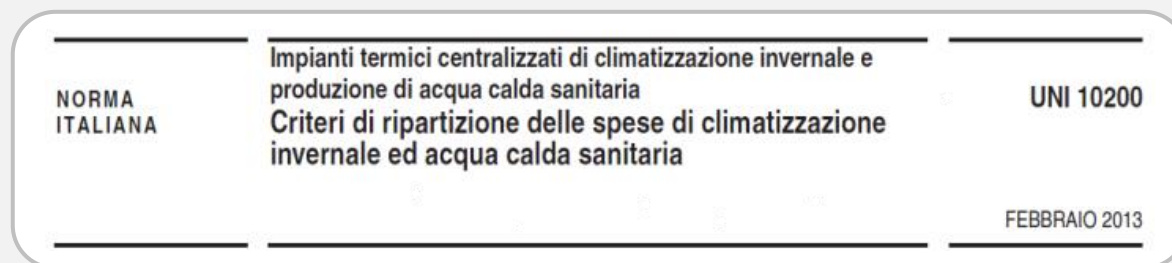 NORMA
ITALIANA
Impianti termici centralizzati di climatizzazione invernale e
produzione di acqua calda sanitaria
Criteri di ripartizione delle spese di climatizzazione
invernale ed acqua calda sanitaria
UNI 10200
FEBBRAIO 2013